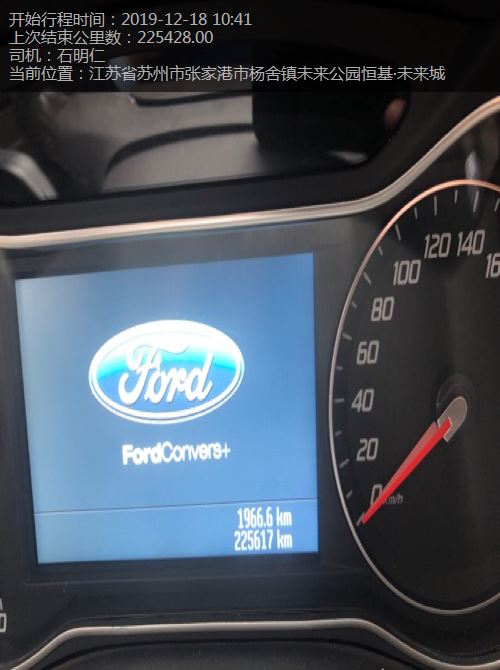 开始行程时间：2019-12-18 10:41
上次结束公里数：225428.00
司机：石明仁
当前位置：江苏省苏州市张家港市杨舍镇未来公园恒基·未来城
120 140
100
80
60
40
20
0 km/h
Ford
FordConvers+
1966.6 km
225617 km